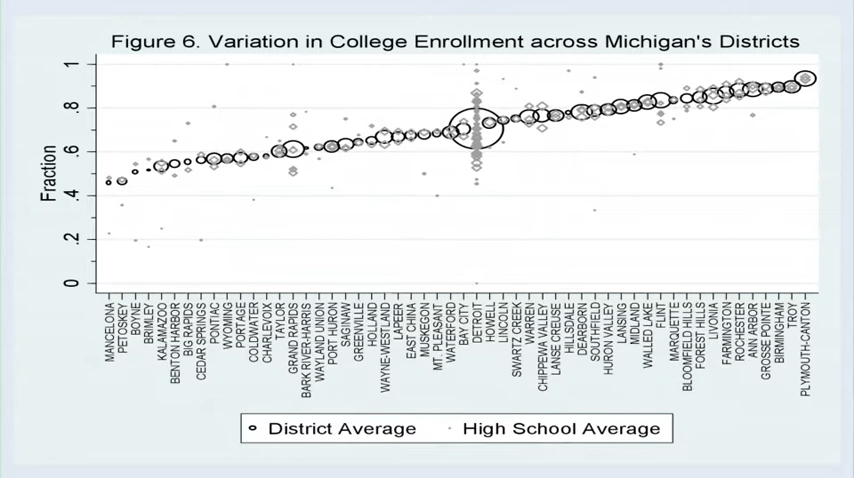 Figure 6. Variation in College Enrollment across Michigan's Districts
Fraction
1
.8
.6
.4
.2
0
MANCELONA
PETOSKEY
BOYNE
BRIMLEY
KALAMAZOO
BENTON HARBOR
BIG RAPIDS
CEDAR SPRINGS
PONTIAC
WYOMING
PORTAGE
COLDWATER
CHARLEVOIX
TAYLOR
GRAND RAPIDS
BARK RIVER-HARRIS
WAYLAND UNION
PORT HURON
SAGINAW
GREENVILLE
HOLLAND
WAYNE-WESTLAND
LAPEER
EAST CHINA
MUSKEGON
MT. PLEASANT
WATERFORD
BAY CITY
DETROIT
HOWELL
LINCOLN
SWARTZ CREEK
WARREN
CHIPPEWA VALLEY
LANSE CREUSE
HILLSDALE
DEARBORN
SOUTHFIELD
HURON VALLEY
LANSING
MIDLAND
WALLED LAKE
FLINT
MARQUETTE
BLOOMFIELD HILLS
FOREST HILLS
LIVONIA
FARMINGTON
ROCHESTER
ANN ARBOR
GROSSE POINTE
BIRMINGHAM
TROY
PLYMOUTH-CANTON
District Average
High School Average